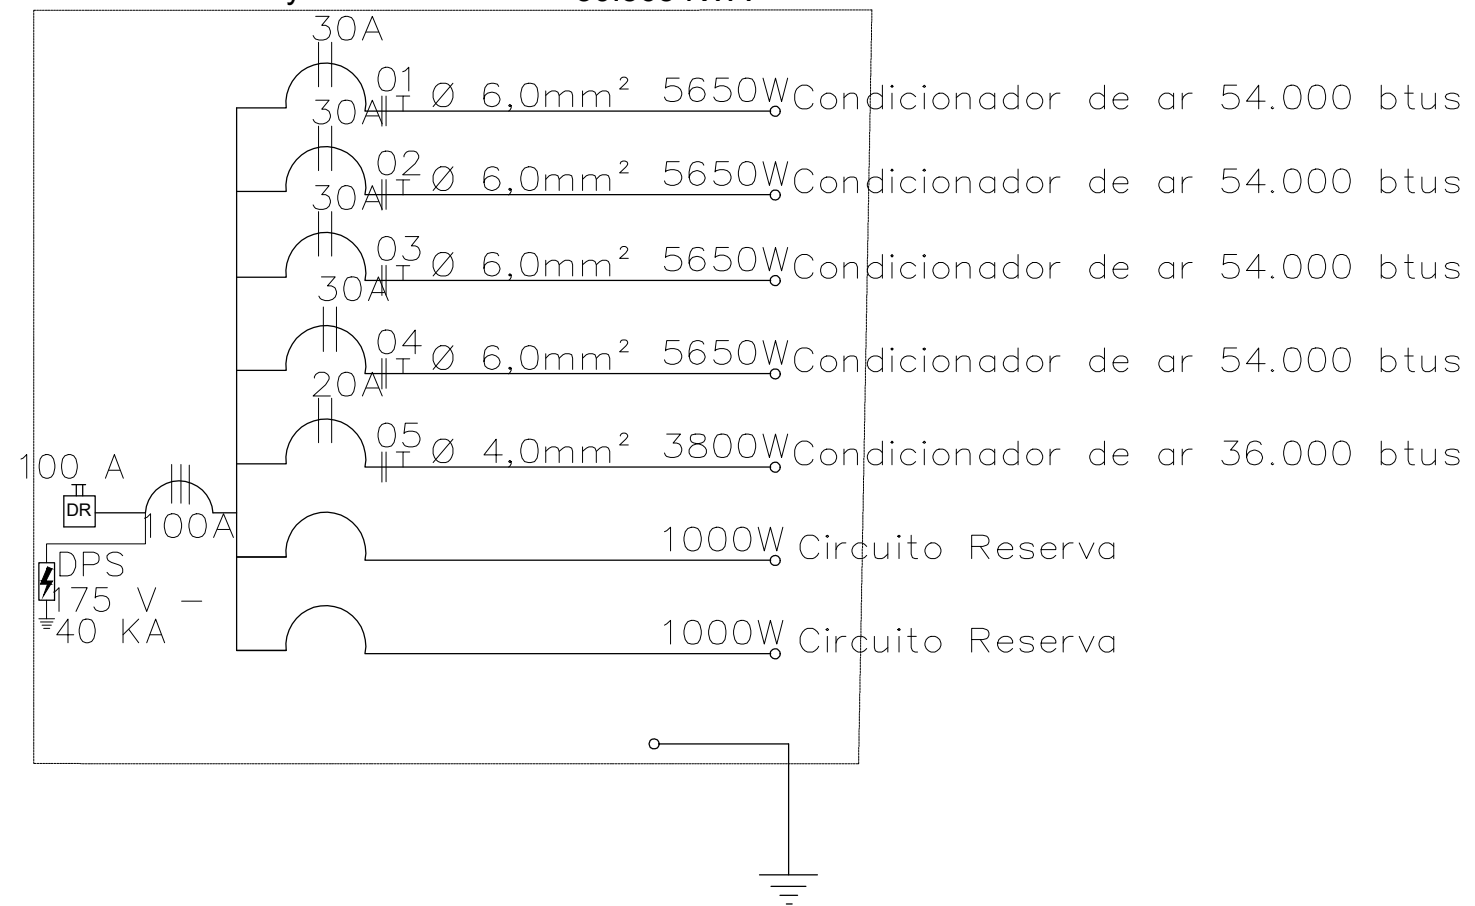 30A
01 Ø 6,0mm² 5650W Condicionador de ar 54.000 btus
30A
02 Ø 6,0mm² 5650W Condicionador de ar 54.000 btus
30A
03 Ø 6,0mm² 5650W Condicionador de ar 54.000 btus
30A
04 Ø 6,0mm² 5650W Condicionador de ar 54.000 btus
20A
05 Ø 4,0mm² 3800W Condicionador de ar 36.000 btus
100 A
DR
100A
1000W Circuito Reserva
DPS
175 V -
40 KA
1000W Circuito Reserva